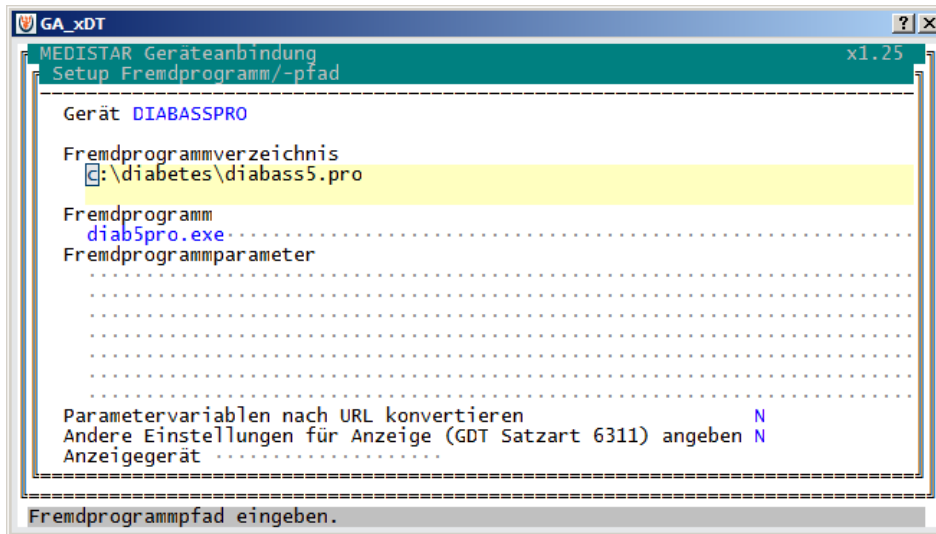 GA_xDT
MEDISTAR Geräteanbindung x1.25
Setup Fremdprogramm/-pfad
Gerät DIABASSPRO
Fremdprogrammverzeichnis
c:\diabetes\diabass5.pro
Fremdprogramm
diab5pro.exe
Fremdprogrammparameter
Parametervariablen nach URL konvertieren N
Andere Einstellungen für Anzeige (GDT Satzart 6311) angeben N
Anzeigegerät
Fremdprogrammpfad eingeben.